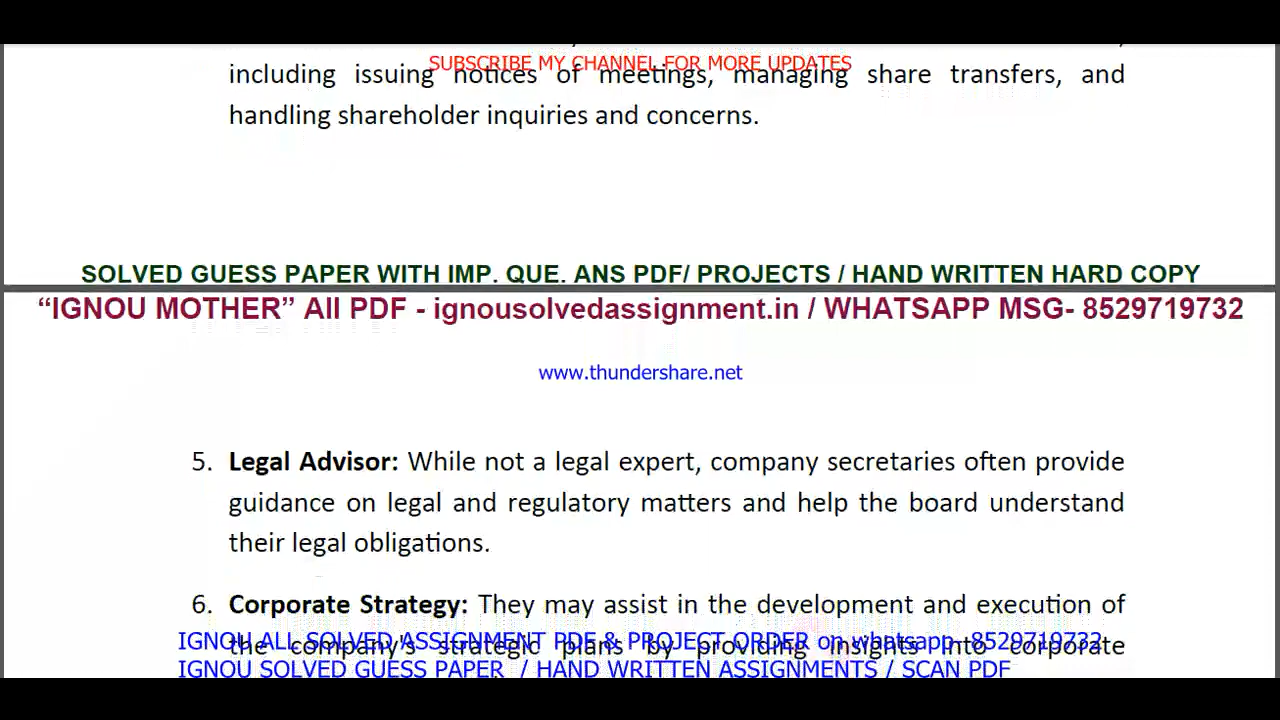 SUBSCRIBE MY CHANNEL FOR MORE UPDATES
including issuing notices of meetings, managing share transfers, and
handling shareholder inquiries and concerns.
SOLVED GUESS PAPER WITH IMP. QUE. ANS PDF/ PROJECTS / HAND WRITTEN HARD COPY
“IGNOU MOTHER” All PDF - ignousolvedassignment.in / WHATSAPP MSG- 8529719732
www.thundershare.net
5. Legal Advisor: While not a legal expert, company secretaries often provide
guidance on legal and regulatory matters and help the board understand
their legal obligations.
6. Corporate Strategy: They may assist in the development and execution of
IGNOU ALL SOLVED ASSIGNMENT PDF & PROJECT ORDER on whatsapp- 8529719732
the company's strategic plans by providing insights into corporate
IGNOU SOLVED GUESS PAPER / HAND WRITTEN ASSIGNMENTS / SCAN PDF